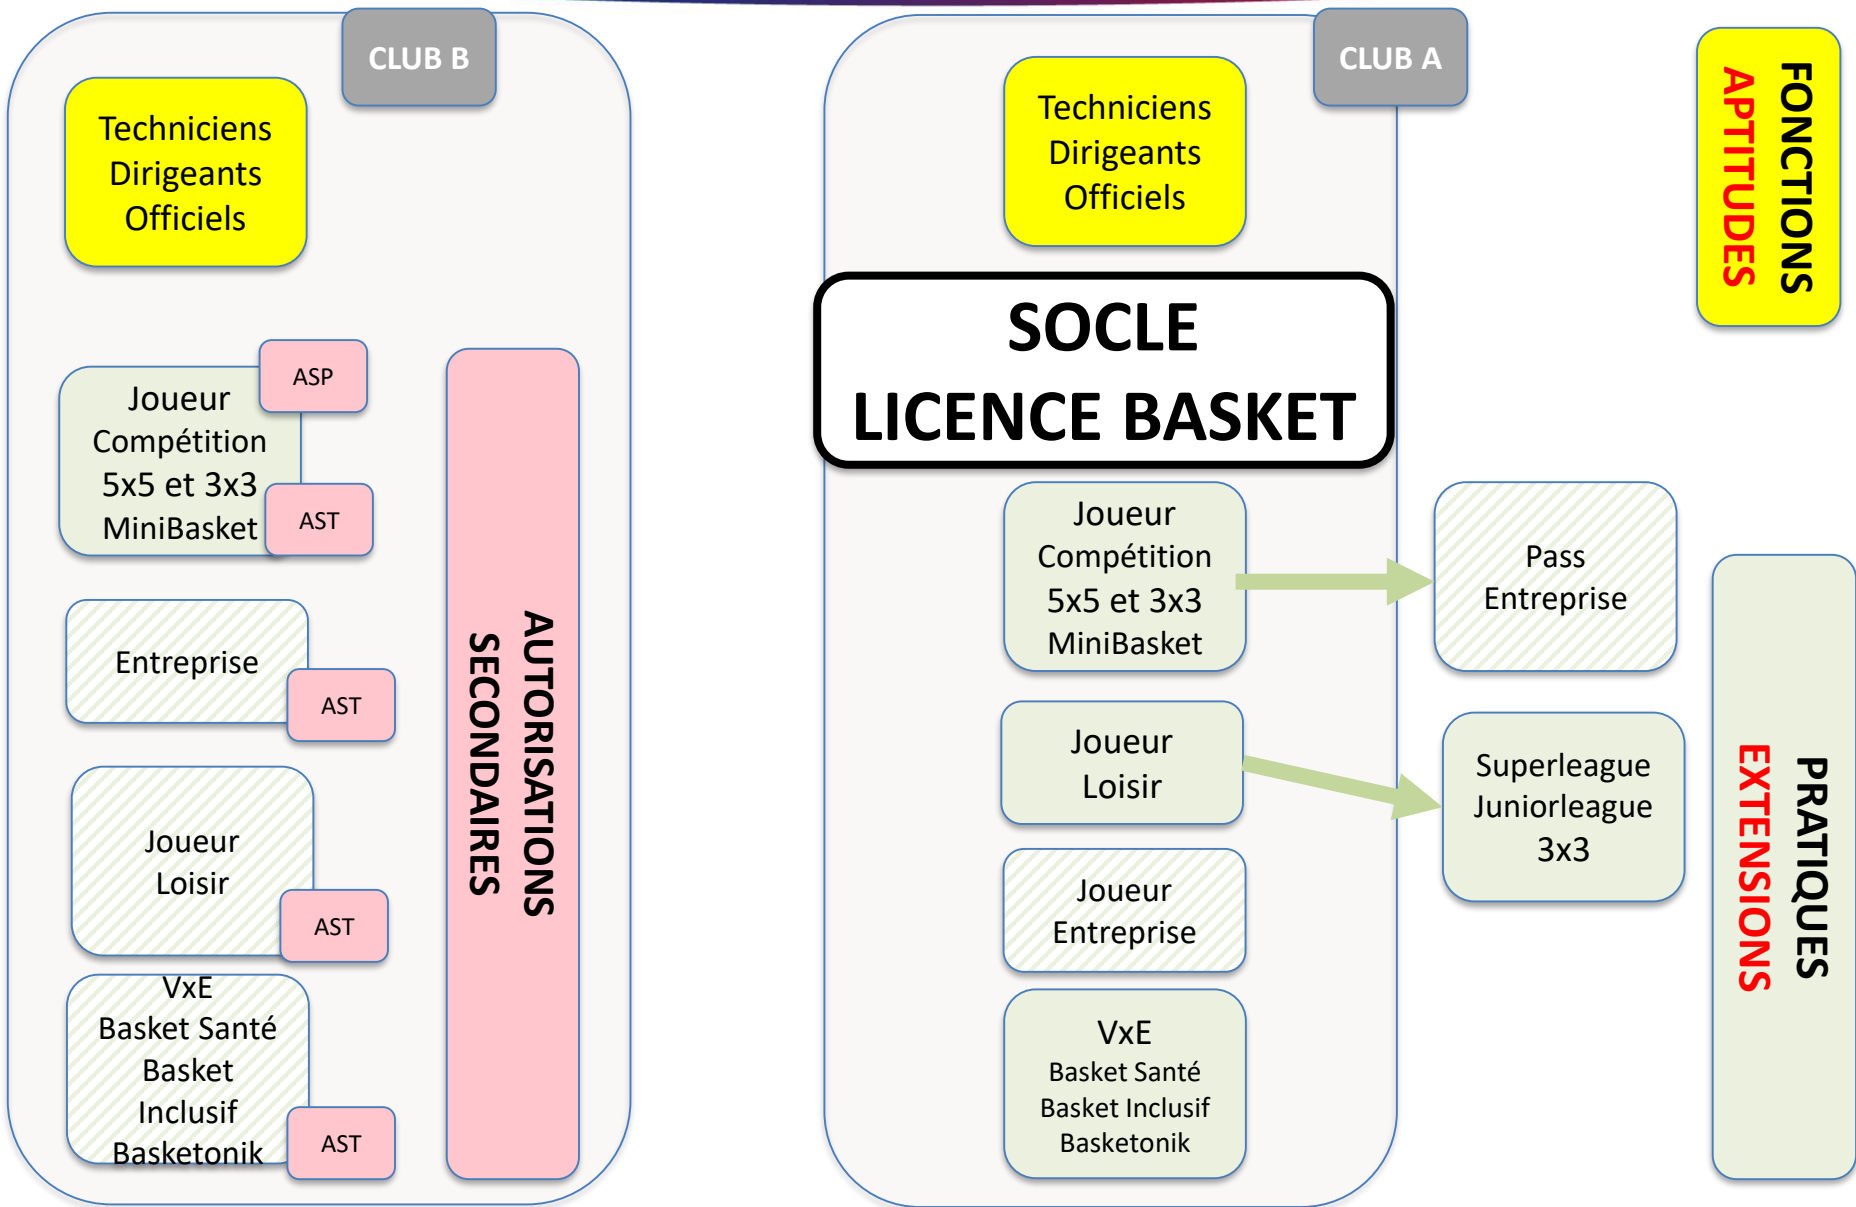 CLUB B
Techniciens
Dirigeants
Officiels
ASP
Joueur
Compétition
5x5 et 3x3
MiniBasket
AST
Entreprise
AST
Joueur
Loisir
AST
VxE
Basket Santé
Basket
Inclusif
Basketonik
AST
AUTORISATIONS
SECONDAIRES
CLUB A
Techniciens
Dirigeants
Officiels
SOCLE
LICENCE BASKET
Joueur
Compétition
5x5 et 3x3
MiniBasket
Joueur
Loisir
Joueur
Entreprise
VxE
Basket Santé
Basket Inclusif
Basketonik
Pass
Entreprise
Superleague
Juniorleague
3x3
FONCTIONS
APTITUDES
PRATIQUES
EXTENSIONS